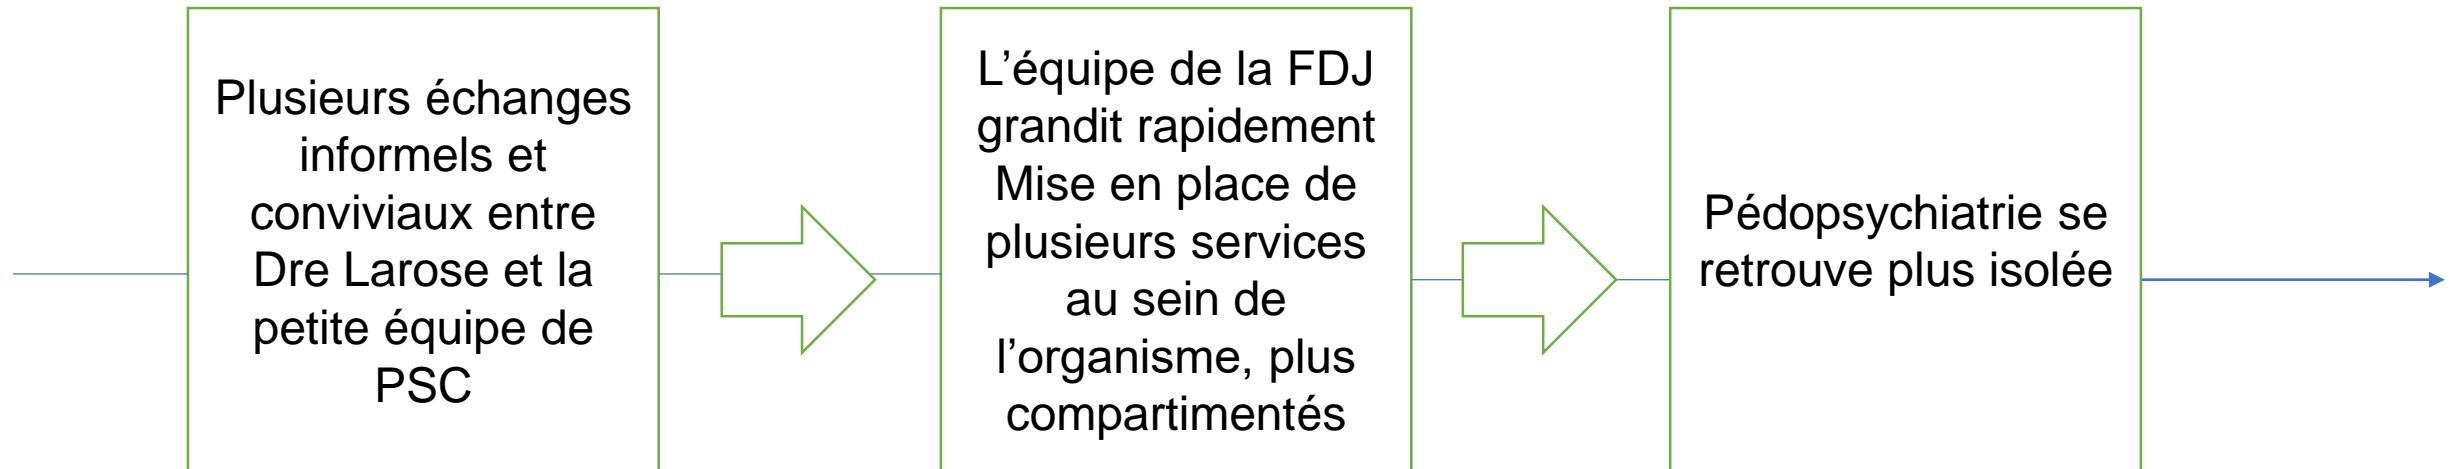 Plusieurs échanges
informels et
conviviaux entre
Dre Larose et la
petite équipe de
PSC
L’équipe de la FDJ
grandit rapidement
Mise en place de
plusieurs services
au sein de
l’organisme, plus
compartimentés
Pédopsychiatrie se
retrouve plus isolée